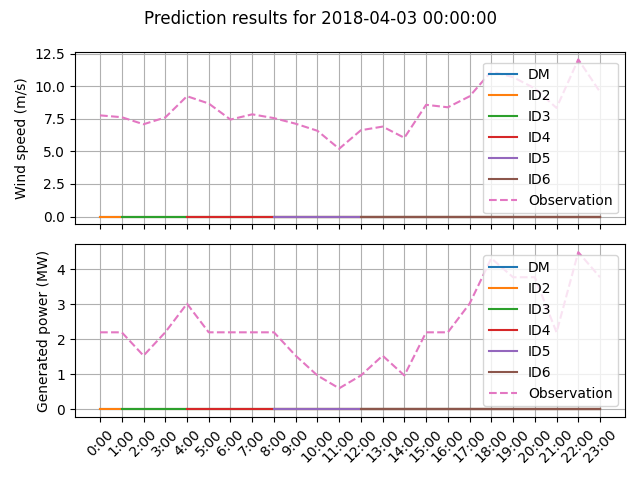 Prediction results for 2018-04-03 00:00:00
Wind speed (m/s)
12.5
10.0
7.5
5.0
2.5
0.0
DM
ID2
ID3
ID4
ID5
ID6
Observation
Generated power (MW)
4
3
2
1
0
DM
ID2
ID3
ID4
ID5
ID6
Observation
0:00 1:00 2:00 3:00 4:00 5:00 6:00 7:00 8:00 9:00 10:00 11:00 12:00 13:00 14:00 15:00 16:00 17:00 18:00 19:00 20:00 21:00 22:00 23:00